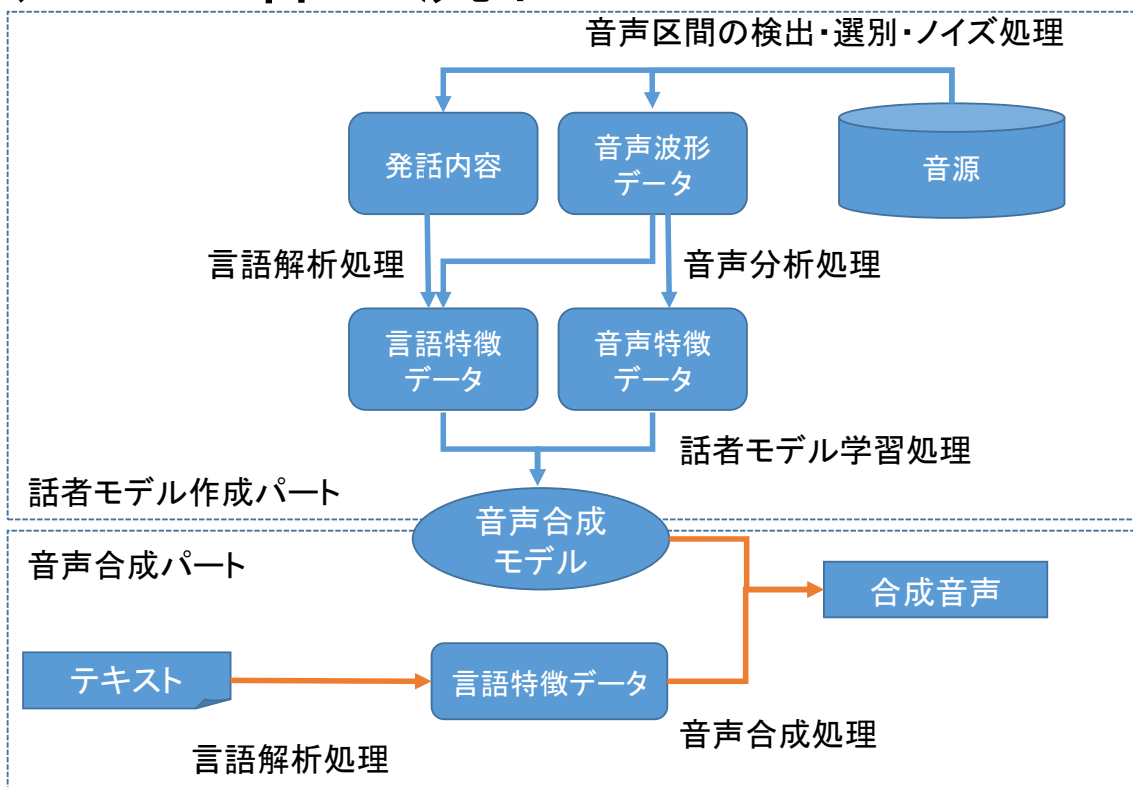 音声区間の検出・選別・ノイズ処理
発話内容
音声波形
データ
音源
言語解析処理
音声分析処理
言語特徴
データ
音声特徴
データ
話者モデル学習処理
話者モデル作成パート
音声合成
モデル
音声合成パート
合成音声
テキスト
言語特徴データ
音声合成処理
言語解析処理